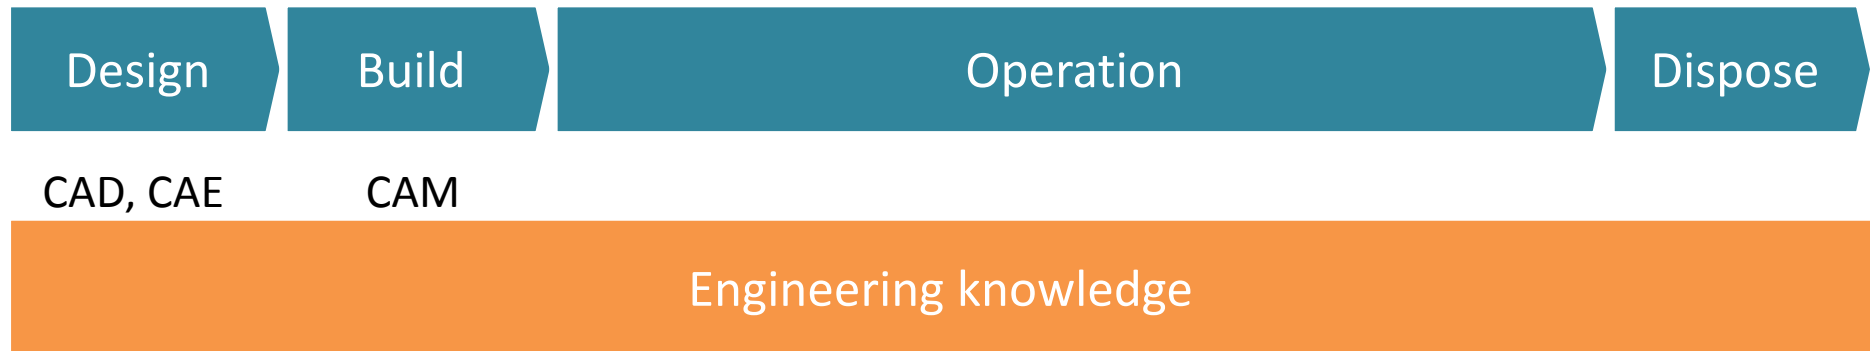 Design Build Operation Dispose
CAD, CAE CAM
Engineering knowledge